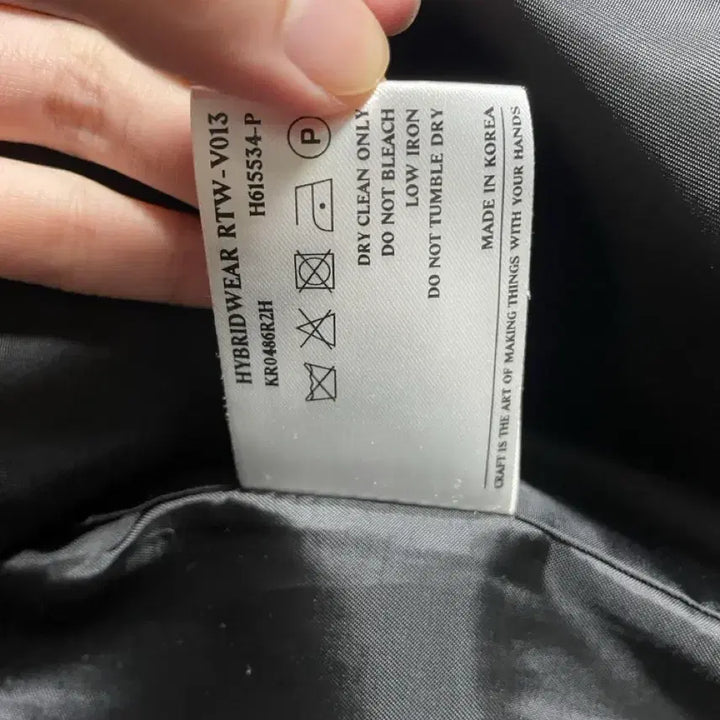 HYBRIDWEAR RTW-V013
H615534-P
KR0486R2H
P
DRY CLEAN ONLY
DO NOT BLEACH
LOW IRON
DO NOT TUMBLE DRY
MADE IN KOREA
CRAFT IS THE ART OF MAKING THINGS WITH YOUR HANDS